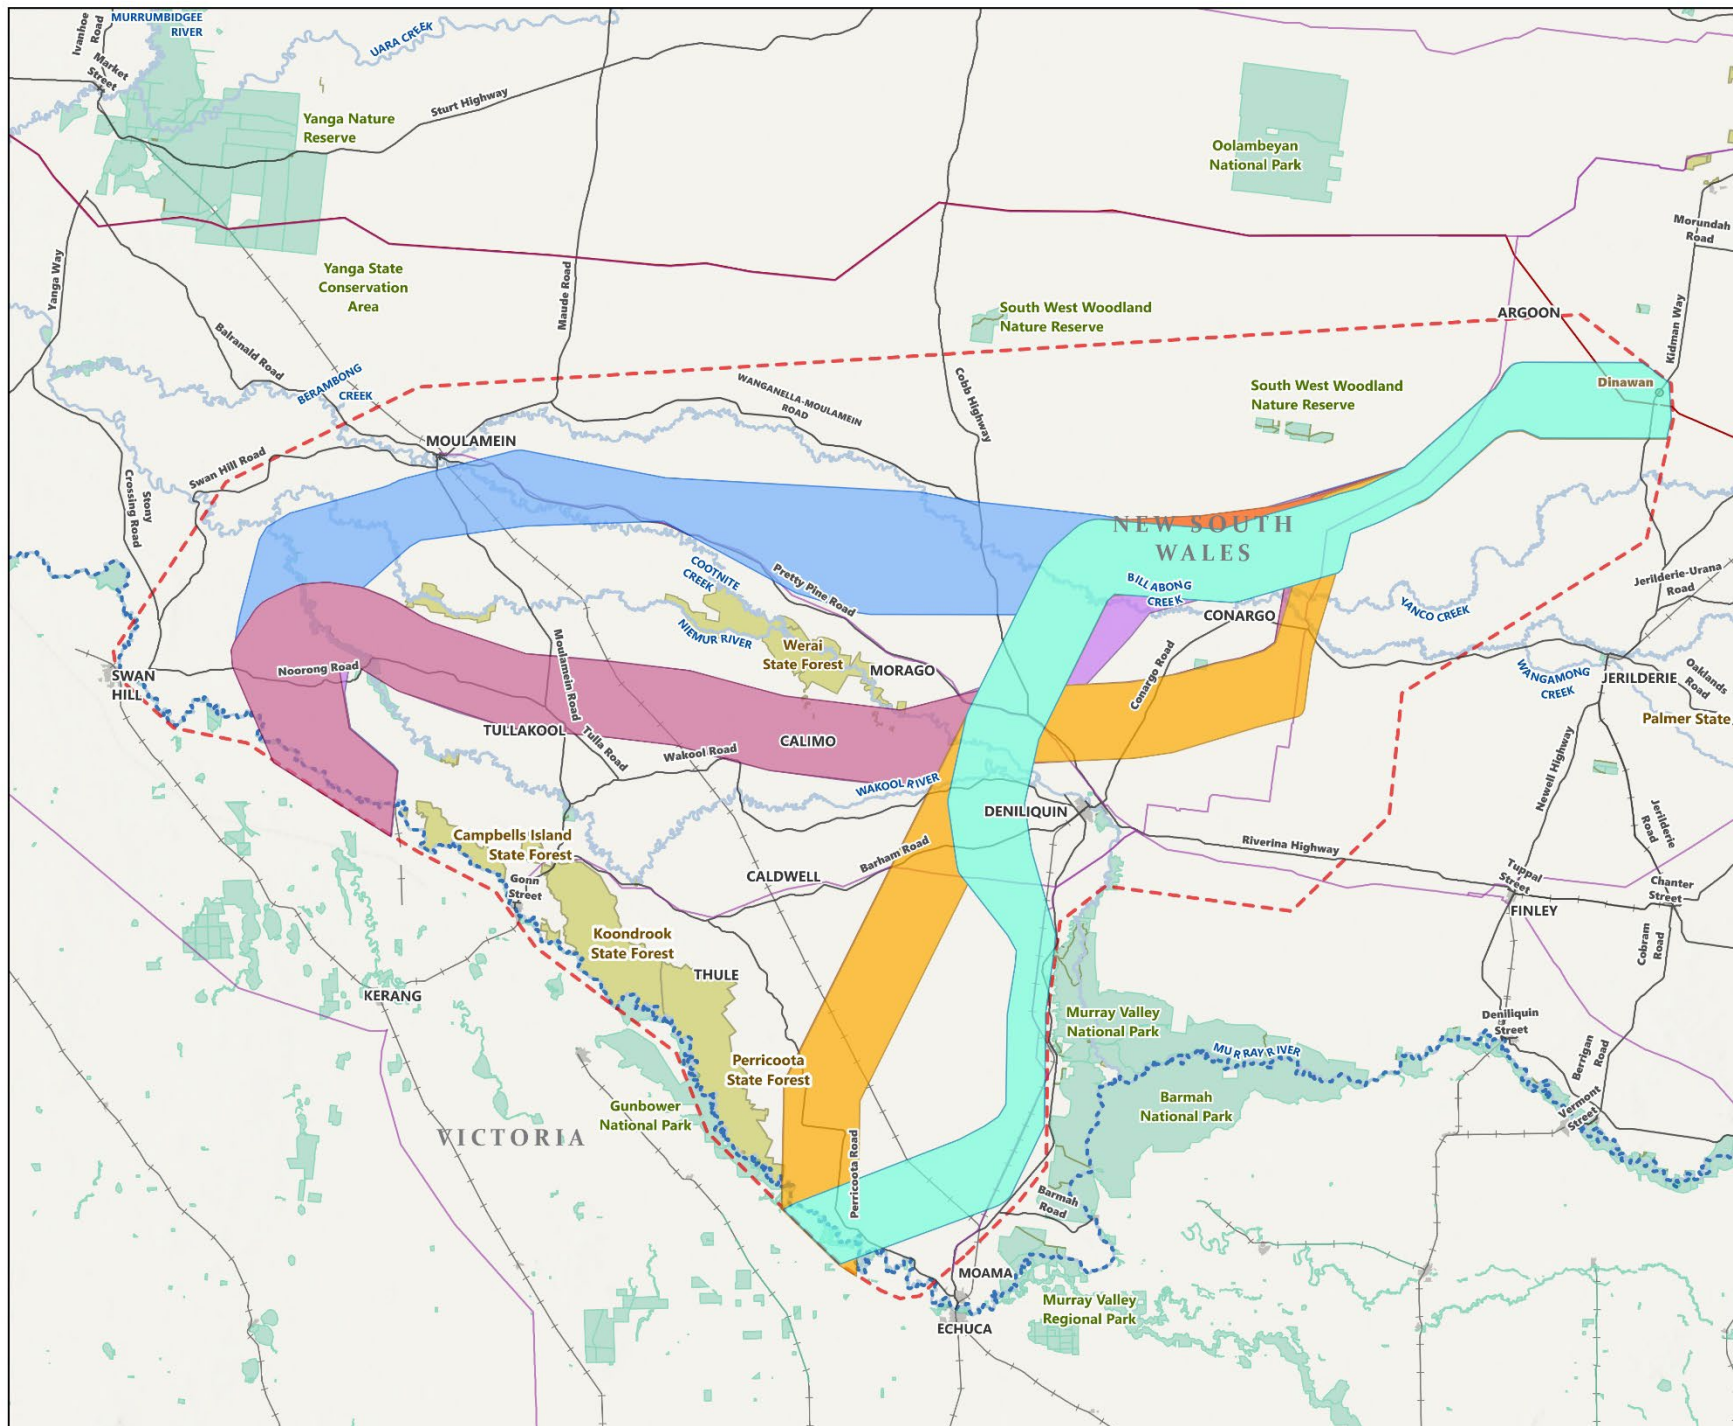 MURRUMBIDGEE
RIVER
Ivanhoe
Road
UARA CREEK
Market
Street
Sturt Highway
Yanga Nature
Reserve
Oolambeyan
National Park
Morundah
Road
Yanga Way
Yanga State
Conservation
Area
Maude Road
South West Woodland
Nature Reserve
ARGOON
Kidman Way
Balranald Road
BERAMBONG
CREEK
WANGANELLA-MOULAMEIN
ROAD
Cobb Highway
South West Woodland
Nature Reserve
Dinawan
MOULAMEIN
Swan Hill Road
Stony
Crossing Road
NEW SOUTH
WALES
COOTNITE
CREEK
Pretty Pine Road
BILLABONG
CREEK
CONARGO
YANCO CREEK
Jerilderie-Urana
Road
NIEMUR RIVER
Werai
State Forest
MORAGO
Moulamein Road
Noorong Road
SWAN
HILL
Conargo Road
WANGAMONG
CREEK
JERILDERIE
Oaklands
Road
Palmer State
TULLAKOOL
Tulla Road
Wakool Road
CALIMO
WAKOOL RIVER
DENILIQUIN
Newell Highway
Jerilderie
Road
Campbells Island
State Forest
Barham Road
Riverina Highway
CALDWELL
Gonn
Street
Tuppal
Street
Chanter
Street
FINLEY
Koondrook
State Forest
THULE
Cobram
Road
KERANG
Murray Valley
National Park
Deniliquin
Street
MURRAY RIVER
Perricoota
State Forest
Berrigan
Road
Gunbower
National Park
Barmah
National Park
Vermont
Street
VICTORIA
Perricoota Road
Barmah
Road
MOAMA
Murray Valley
Regional Park
ECHUCA